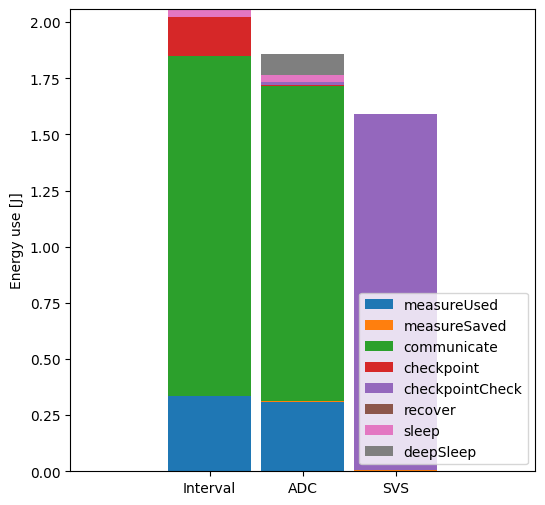 2.00
1.75
1.50
1.25
1.00
0.75
0.50
0.25
0.00
Energy use [J]
Interval
ADC
SVS
measureUsed
measureSaved
communicate
checkpoint
checkpointCheck
recover
sleep
deepSleep